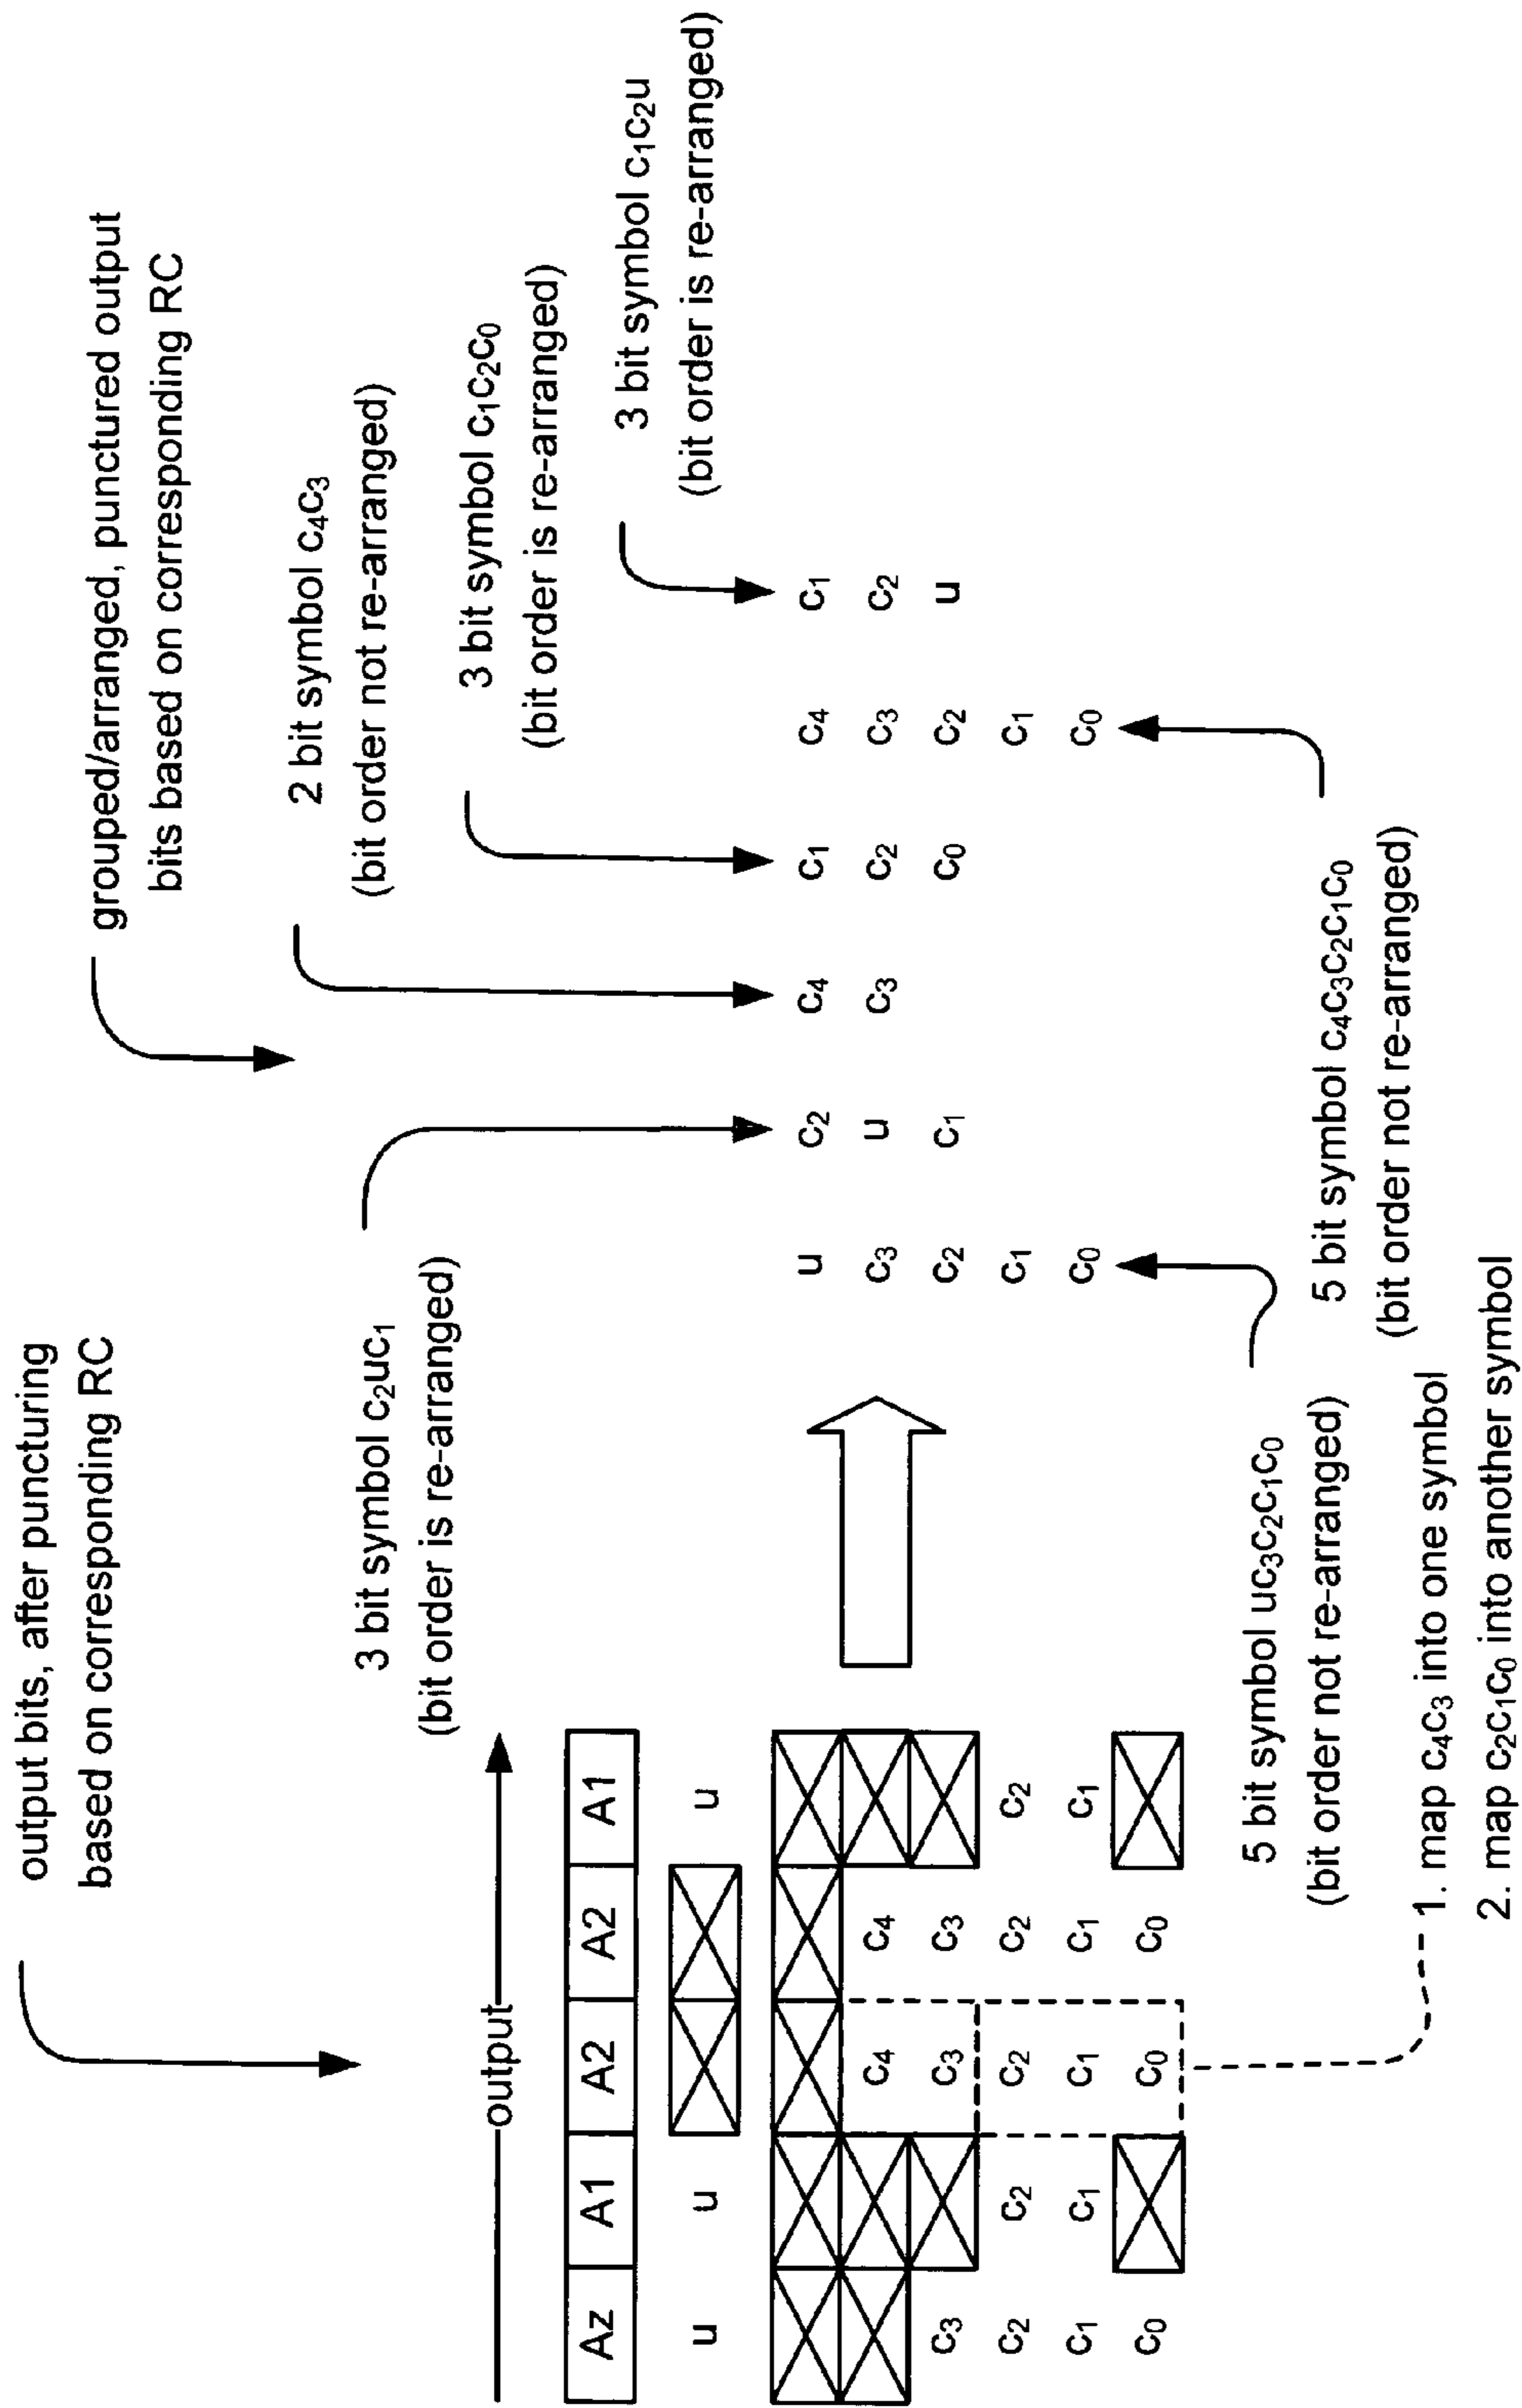 output bits, after puncturing
based on corresponding RC
grouped/arranged, punctured output
bits based on corresponding RC
3 bit symbol c₂uc₁
(bit order is re-arranged)
2 bit symbol c₄c₃
(bit order not re-arranged)
3 bit symbol c₁c₂c₀
(bit order is re-arranged)
3 bit symbol c₁c₂u
(bit order is re-arranged)
output
Az A1 A2 A2 A1
u u u
c₄ c₄
c₃ c₃ c₃
c₂ c₂ c₂ c₂ c₂
c₁ c₁ c₁ c₁ c₁
c₀ c₀ c₀
u c₂ c₄ c₁ c₄ c₁
c₃ u c₃ c₂ c₃ c₂
c₂ c₁ c₀ c₂ u
c₁ c₁
c₀ c₀
5 bit symbol uc₃c₂c₁c₀
(bit order not re-arranged)
5 bit symbol c₄c₃c₂c₁c₀
(bit order not re-arranged)
1. map c₄c₃ into one symbol
2. map c₂c₁c₀ into another symbol